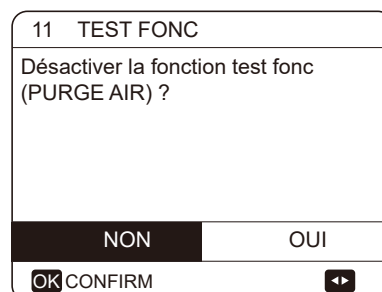 11 TEST FONC
Désactiver la fonction test fonc
(PURGE AIR) ?
NON OUI
OK CONFIRM